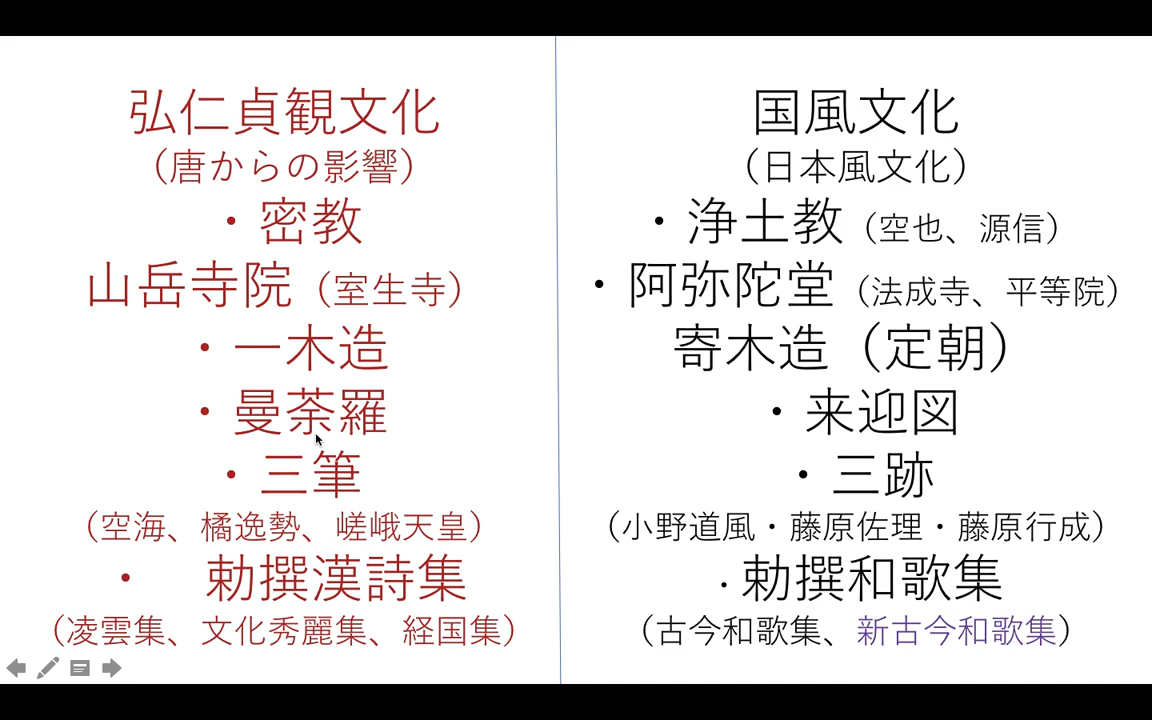 弘仁貞観文化
(唐からの影響)
・密教
山岳寺院 (室生寺)
・一木造
・曼荼羅
・三筆
(空海、橘逸勢、嵯峨天皇)
・ 勅撰漢詩集
(凌雲集、文化秀麗集、経国集)
国風文化
(日本風文化)
・浄土教 (空也、源信)
・阿弥陀堂 (法成寺、平等院)
寄木造 (定朝)
・来迎図
・三跡
(小野道風・藤原佐理・藤原行成)
・勅撰和歌集
(古今和歌集、新古今和歌集)